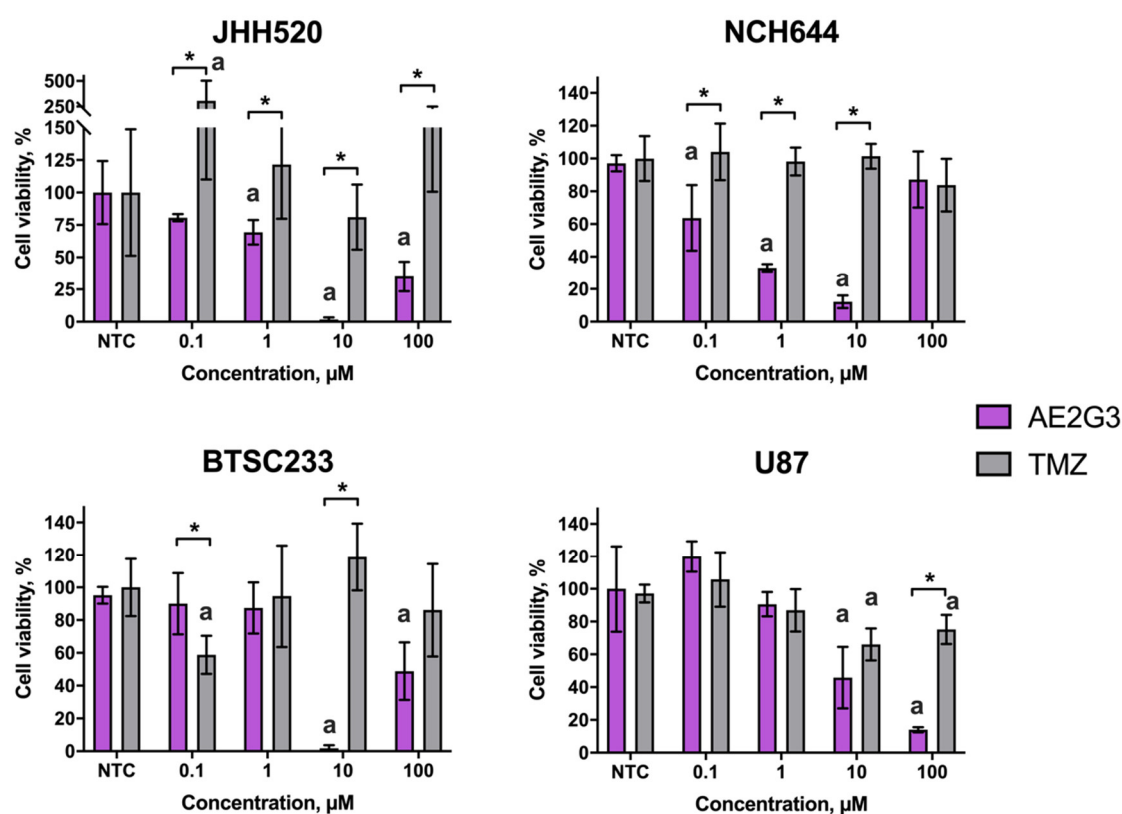 JHH520
Cell viability, %
500
250
150
125
100
75
50
25
0
* a
*
a
*
a
*
a
NTC 0.1 1 10 100
Concentration, µM
NCH644
Cell viability, %
140
120
100
80
60
40
20
0
*
a
*
a
*
a
NTC 0.1 1 10 100
Concentration, µM
AE2G3
TMZ
BTSC233
Cell viability, %
140
120
100
80
60
40
20
0
*
a
*
a
NTC 0.1 1 10 100
Concentration, µM
U87
Cell viability, %
140
120
100
80
60
40
20
0
a a
*
a
a
NTC 0.1 1 10 100
Concentration, µM